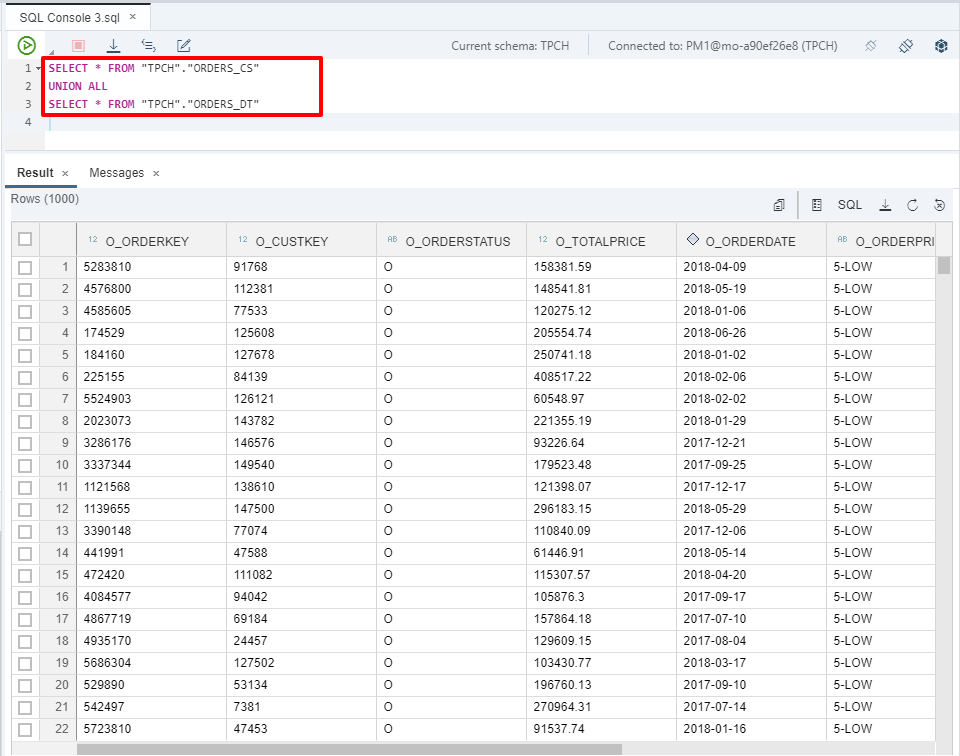 SQL Console 3.sql ×
Current schema: TPCH Connected to: PM1@mo-a90ef26e8 (TPCH)
1 SELECT * FROM "TPCH"."ORDERS_CS"
2 UNION ALL
3 SELECT * FROM "TPCH"."ORDERS_DT"
4
Result × Messages ×
Rows (1000)
SQL
12 O_ORDERKEY 12 O_CUSTKEY AB O_ORDERSTATUS 12 O_TOTALPRICE O_ORDERDATE AB O_ORDERPRI
1 5283810 91768 O 158381.59 2018-04-09 5-LOW
2 4576800 112381 O 148541.81 2018-05-19 5-LOW
3 4585605 77533 O 120275.12 2018-01-06 5-LOW
4 174529 125608 O 205554.74 2018-06-26 5-LOW
5 184160 127678 O 250741.18 2018-01-02 5-LOW
6 225155 84139 O 408517.22 2018-02-06 5-LOW
7 5524903 126121 O 60548.97 2018-02-02 5-LOW
8 2023073 143782 O 221355.19 2018-01-29 5-LOW
9 3286176 146576 O 93226.64 2017-12-21 5-LOW
10 3337344 149540 O 179523.48 2017-09-25 5-LOW
11 1121568 138610 O 121398.07 2017-12-17 5-LOW
12 1139655 147500 O 296183.15 2018-05-29 5-LOW
13 3390148 77074 O 110840.09 2017-12-06 5-LOW
14 441991 47588 O 61446.91 2018-05-14 5-LOW
15 472420 111082 O 115307.57 2018-04-20 5-LOW
16 4084577 94042 O 105876.3 2017-09-17 5-LOW
17 4867719 69184 O 157864.18 2017-07-10 5-LOW
18 4935170 24457 O 129609.15 2017-08-04 5-LOW
19 5686304 127502 O 103430.77 2018-03-17 5-LOW
20 529890 53134 O 196760.13 2017-09-10 5-LOW
21 542497 7381 O 270964.31 2017-07-14 5-LOW
22 5723810 47453 O 91537.74 2018-01-16 5-LOW